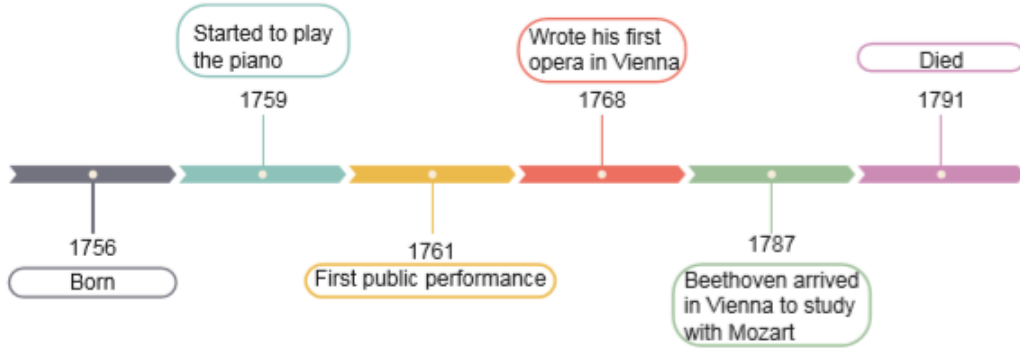 Started to play
the piano
1759
Wrote his first
opera in Vienna
1768
Died
1791
1756
Born
1761
First public performance
1787
Beethoven arrived
in Vienna to study
with Mozart